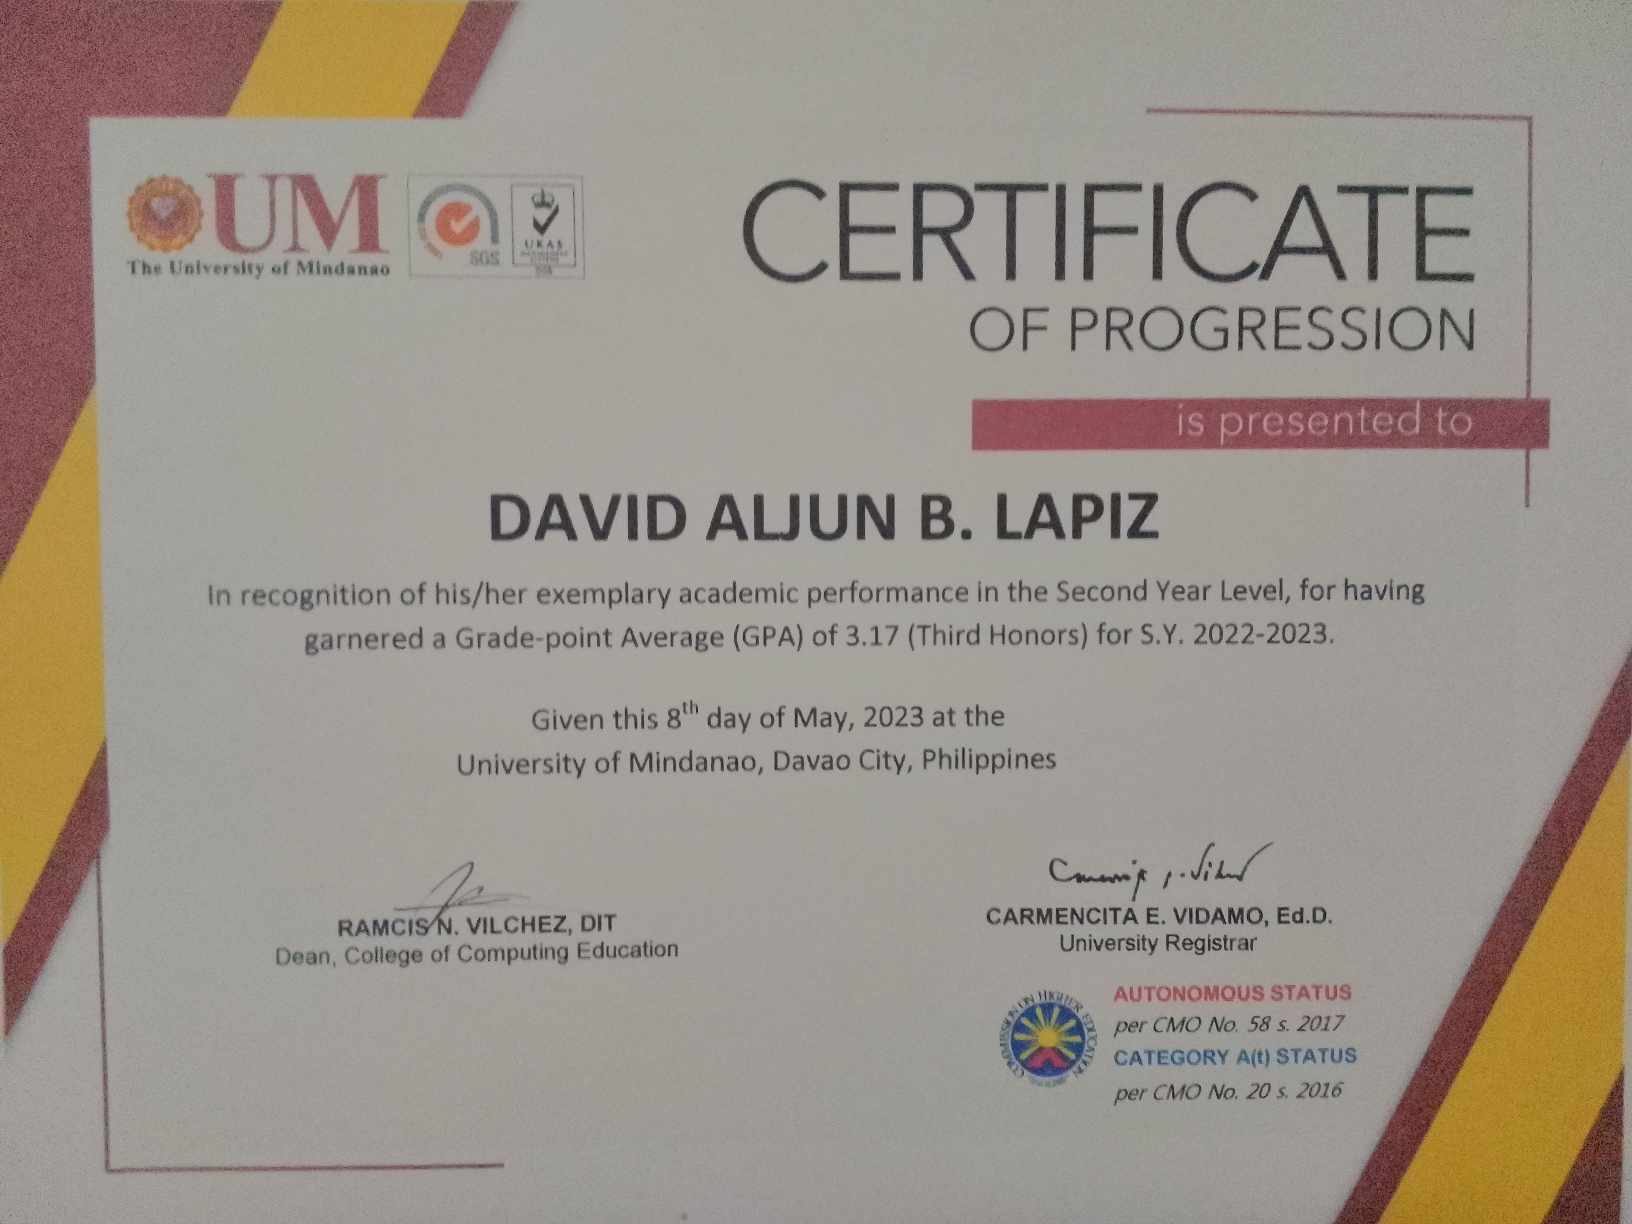 UM
The University of Mindanao
SGS
UKAS
CERTIFICATE
OF PROGRESSION
is presented to
DAVID ALJUN B. LAPIZ
In recognition of his/her exemplary academic performance in the Second Year Level, for having
garnered a Grade-point Average (GPA) of 3.17 (Third Honors) for S.Y. 2022-2023.
Given this 8th day of May, 2023 at the
University of Mindanao, Davao City, Philippines
RAMCIS N. VILCHEZ, DIT
Dean, College of Computing Education
CARMENCITA E. VIDAMO, Ed.D.
University Registrar
COMMISSION ON HIGHER EDUCATION
AUTONOMOUS STATUS
per CMO No. 58 s. 2017
CATEGORY A(t) STATUS
per CMO No. 20 s. 2016